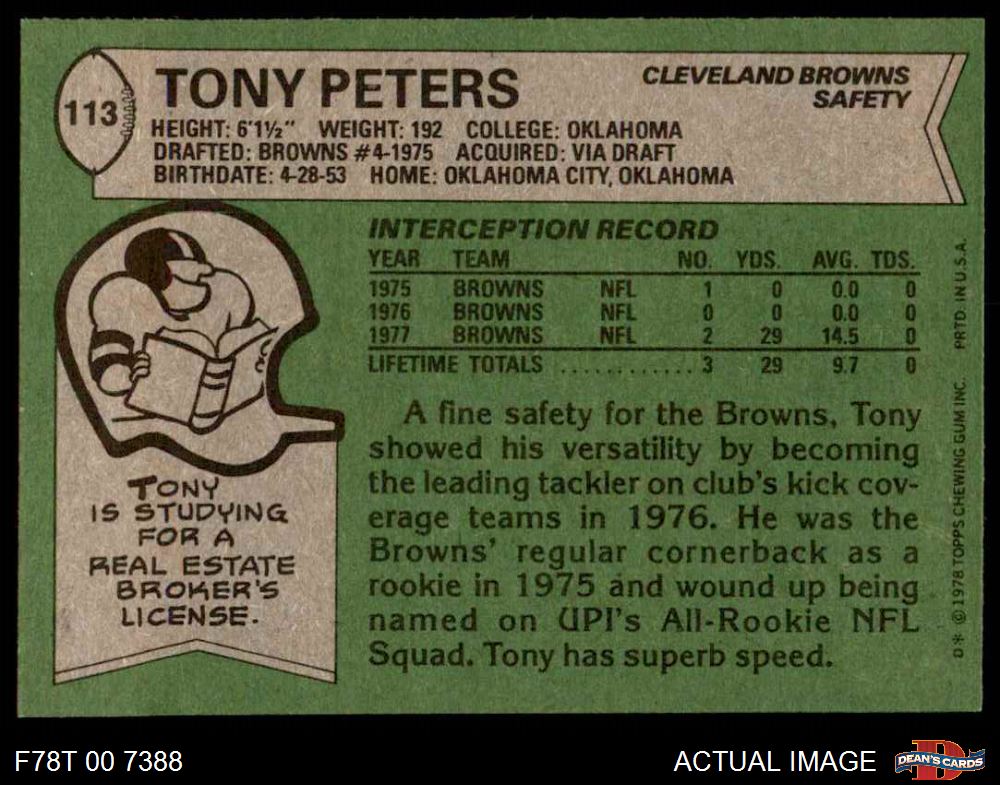 113
TONY PETERS
CLEVELAND BROWNS
SAFETY
HEIGHT: 6'1½" WEIGHT: 192 COLLEGE: OKLAHOMA
DRAFTED: BROWNS #4-1975 ACQUIRED: VIA DRAFT
BIRTHDATE: 4-28-53 HOME: OKLAHOMA CITY, OKLAHOMA
INTERCEPTION RECORD
YEAR TEAM NO. YDS. AVG. TDS.
1975 BROWNS NFL 1 0 0.0 0
1976 BROWNS NFL 0 0 0.0 0
1977 BROWNS NFL 2 29 14.5 0
LIFETIME TOTALS ............ 3 29 9.7 0
A fine safety for the Browns, Tony
showed his versatility by becoming
the leading tackler on club's kick cov-
erage teams in 1976. He was the
Browns' regular cornerback as a
rookie in 1975 and wound up being
named on UPI's All-Rookie NFL
Squad. Tony has superb speed.
TONY
IS STUDYING
FOR A
REAL ESTATE
BROKER'S
LICENSE.
D* © 1978 TOPPS CHEWING GUM INC. PRTD. IN U.S.A.
F78T 00 7388
ACTUAL IMAGE
DEAN'S CARDS